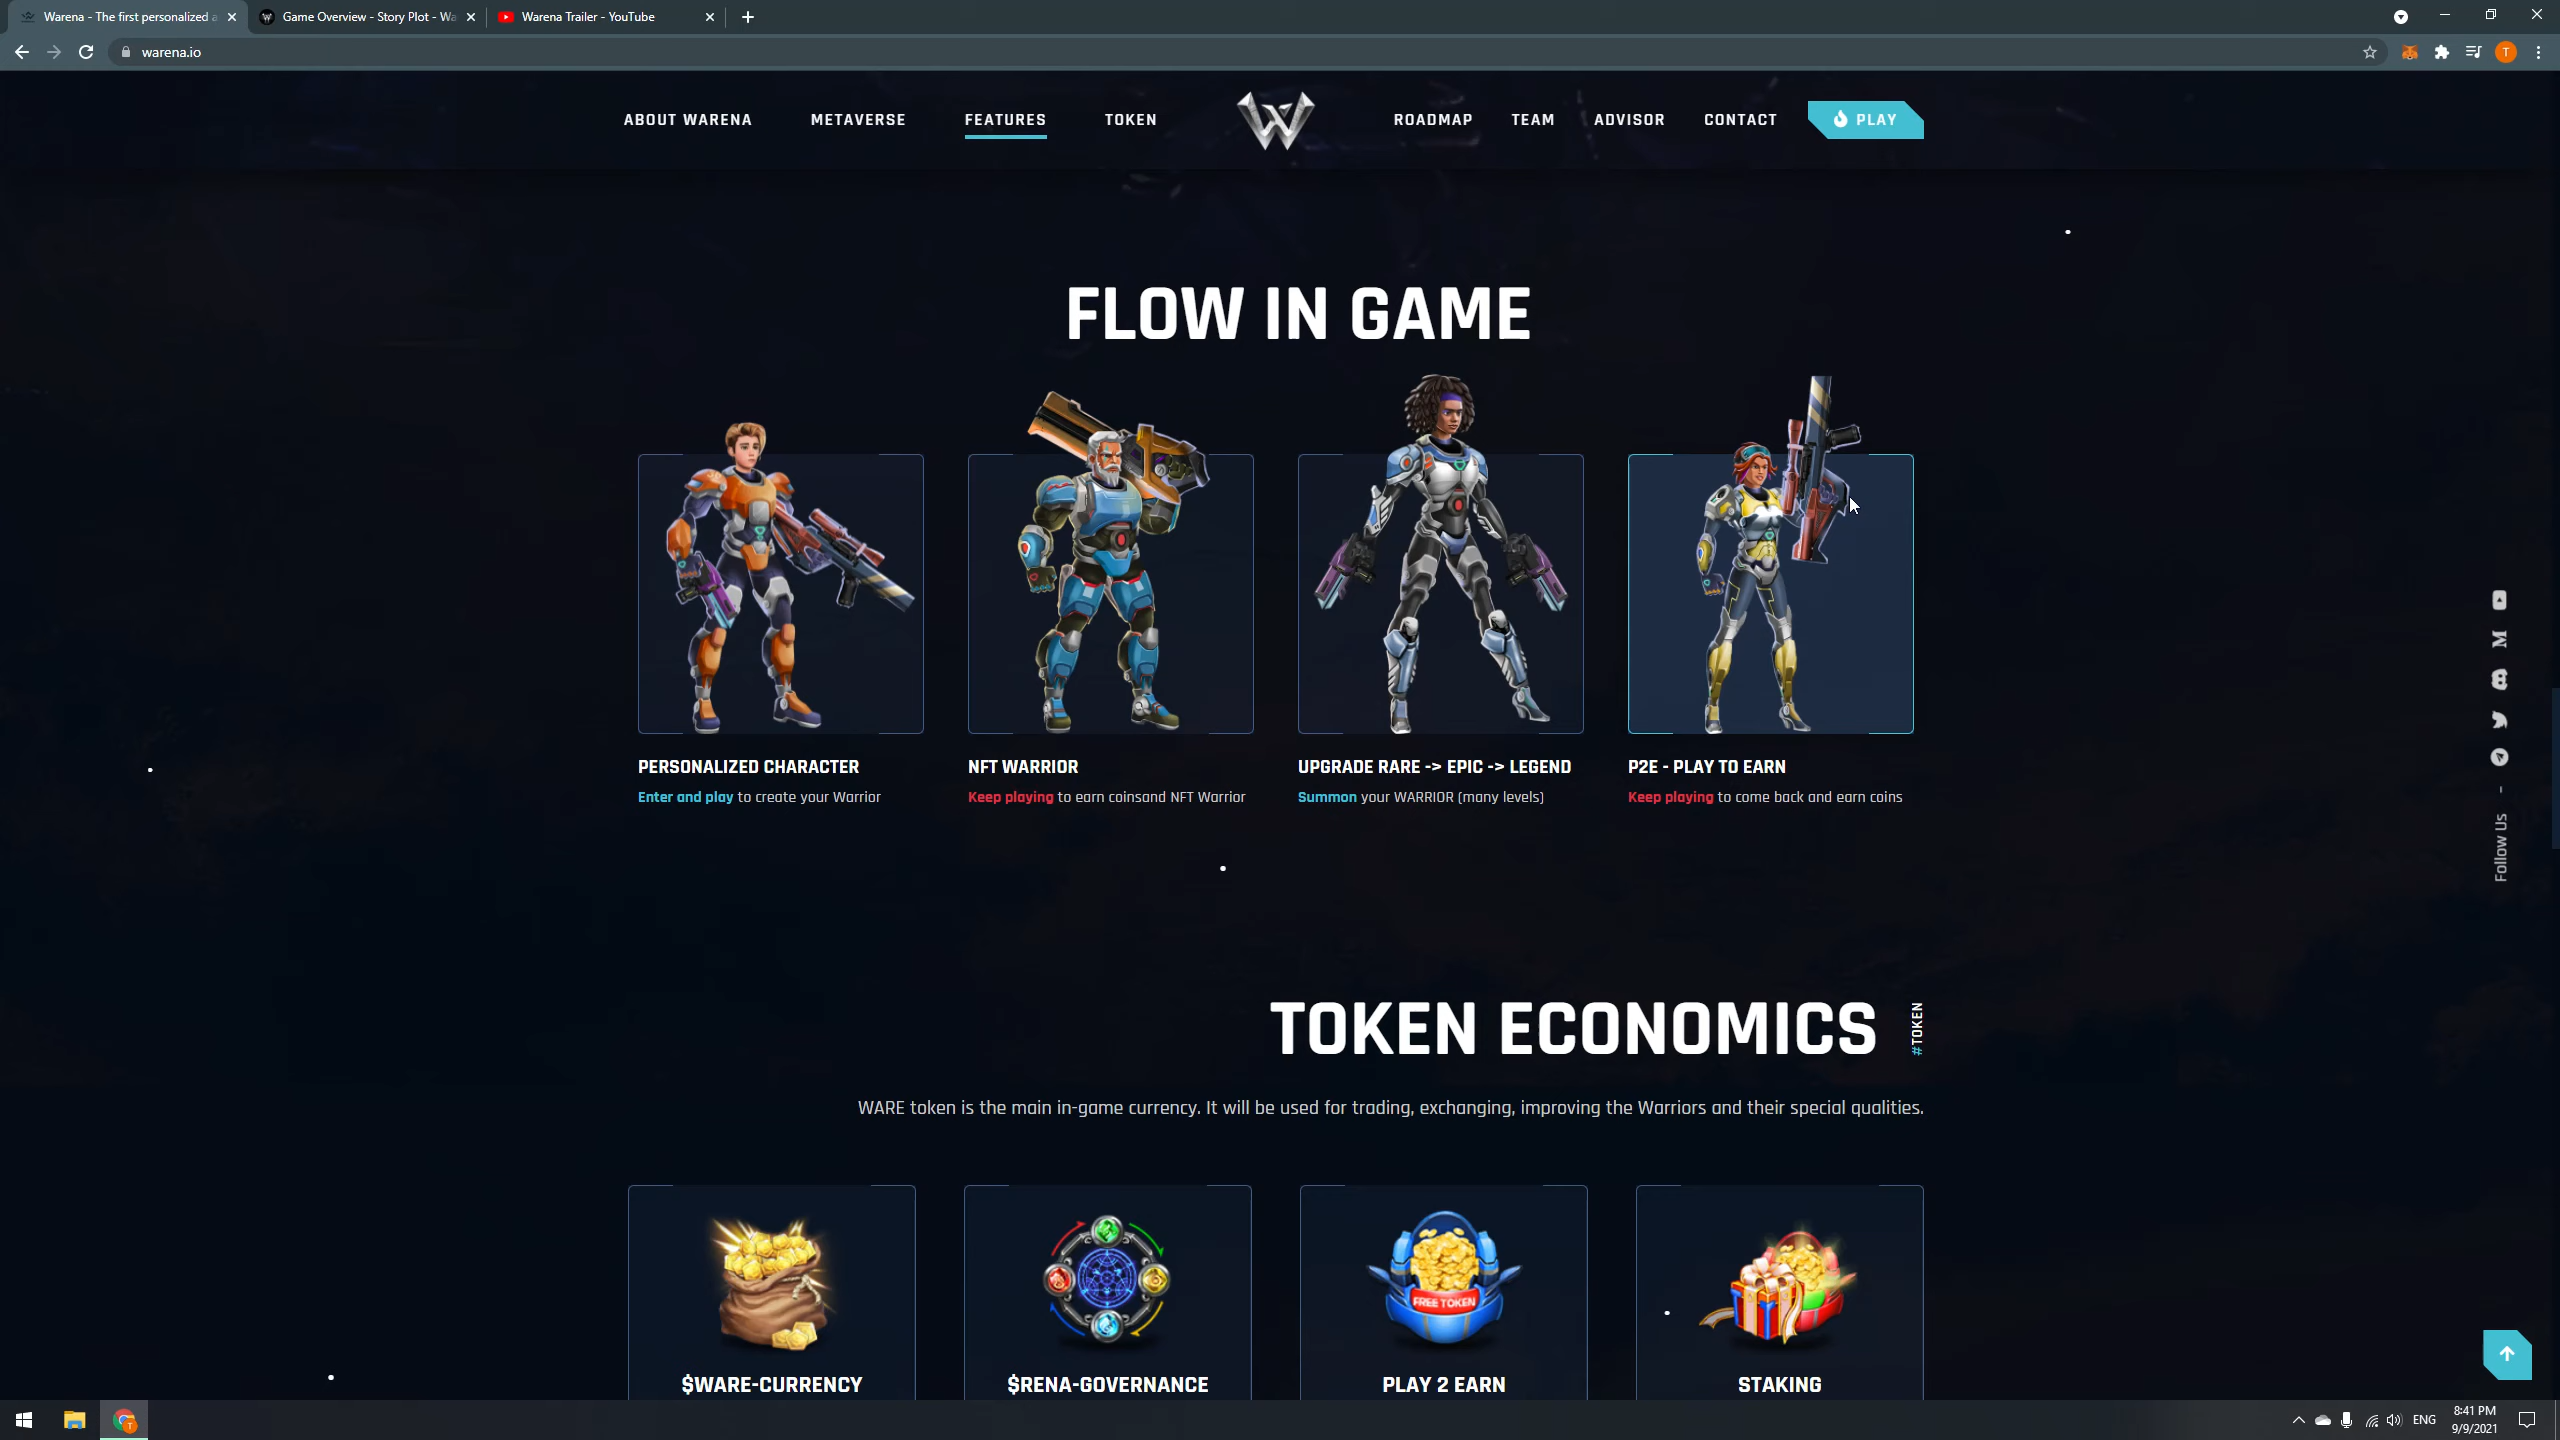 Warena - The first personalized a
Game Overview - Story Plot - Wa
Warena Trailer - YouTube
warena.io
T
ABOUT WARENA
METAVERSE
FEATURES
TOKEN
W
ROADMAP
TEAM
ADVISOR
CONTACT
PLAY
FLOW IN GAME
PERSONALIZED CHARACTER
Enter and play to create your Warrior
NFT WARRIOR
Keep playing to earn coinsand NFT Warrior
UPGRADE RARE -> EPIC -> LEGEND
Summon your WARRIOR (many levels)
P2E - PLAY TO EARN
Keep playing to come back and earn coins
Follow Us -
TOKEN ECONOMICS
#TOKEN
WARE token is the main in-game currency. It will be used for trading, exchanging, improving the Warriors and their special qualities.
FREE TOKEN
$WARE-CURRENCY
$RENA-GOVERNANCE
PLAY 2 EARN
STAKING
ENG
8:41 PM
9/9/2021